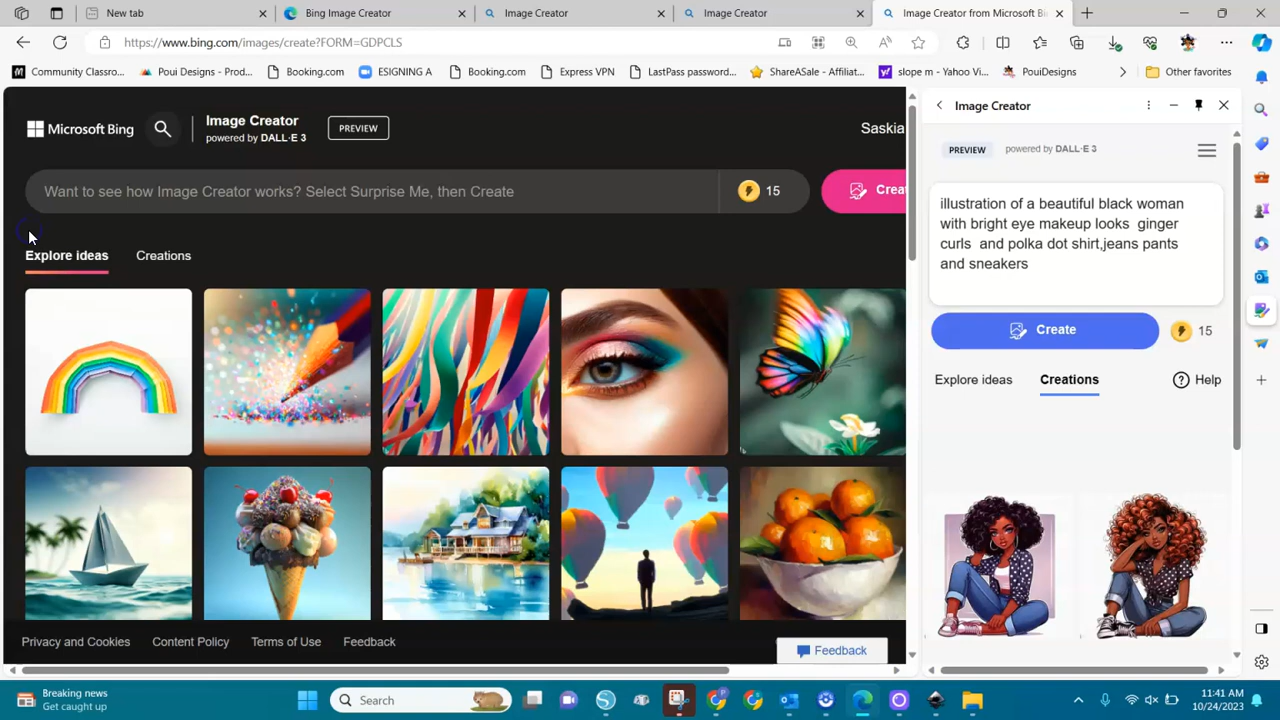 New tab
Bing Image Creator
Image Creator
Image Creator
Image Creator from Microsoft Bi
https://www.bing.com/images/create?FORM=GDPCLS
Community Classro...
Poui Designs - Prod...
Booking.com
ESIGNING A
Booking.com
Express VPN
LastPass password...
ShareASale - Affiliat...
slope m - Yahoo Vi...
PouiDesigns
Other favorites
Microsoft Bing
Image Creator
powered by DALL·E 3
PREVIEW
Saskia
Want to see how Image Creator works? Select Surprise Me, then Create
15
Crea
Explore ideas
Creations
Privacy and Cookies
Content Policy
Terms of Use
Feedback
Feedback
Image Creator
PREVIEW
powered by DALL·E 3
illustration of a beautiful black woman
with bright eye makeup looks ginger
curls and polka dot shirt,jeans pants
and sneakers
Create
15
Explore ideas
Creations
Help
Breaking news
Get caught up
Search
11:41 AM
10/24/2023